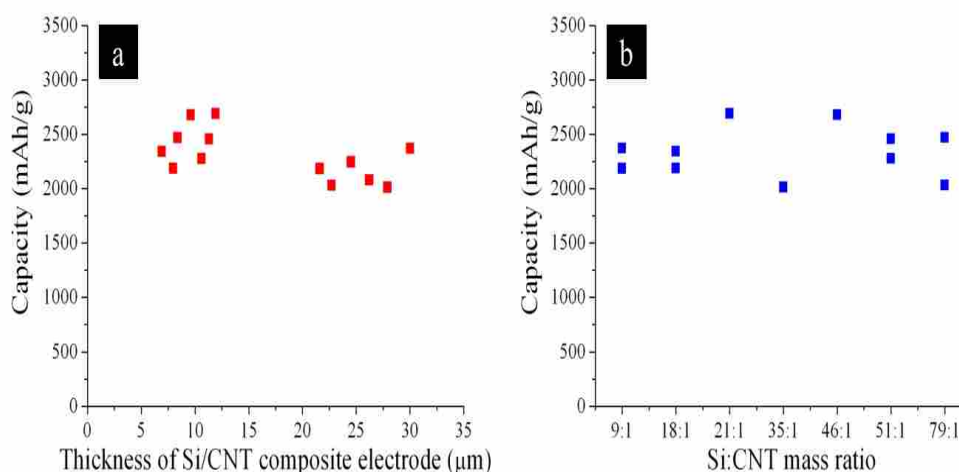 a
Capacity (mAh/g)
3500
3000
2500
2000
1500
1000
500
0
0 5 10 15 20 25 30 35
Thickness of Si/CNT composite electrode (μm)
b
Capacity (mAh/g)
3500
3000
2500
2000
1500
1000
500
0
9:1 18:1 21:1 35:1 46:1 51:1 79:1
Si:CNT mass ratio